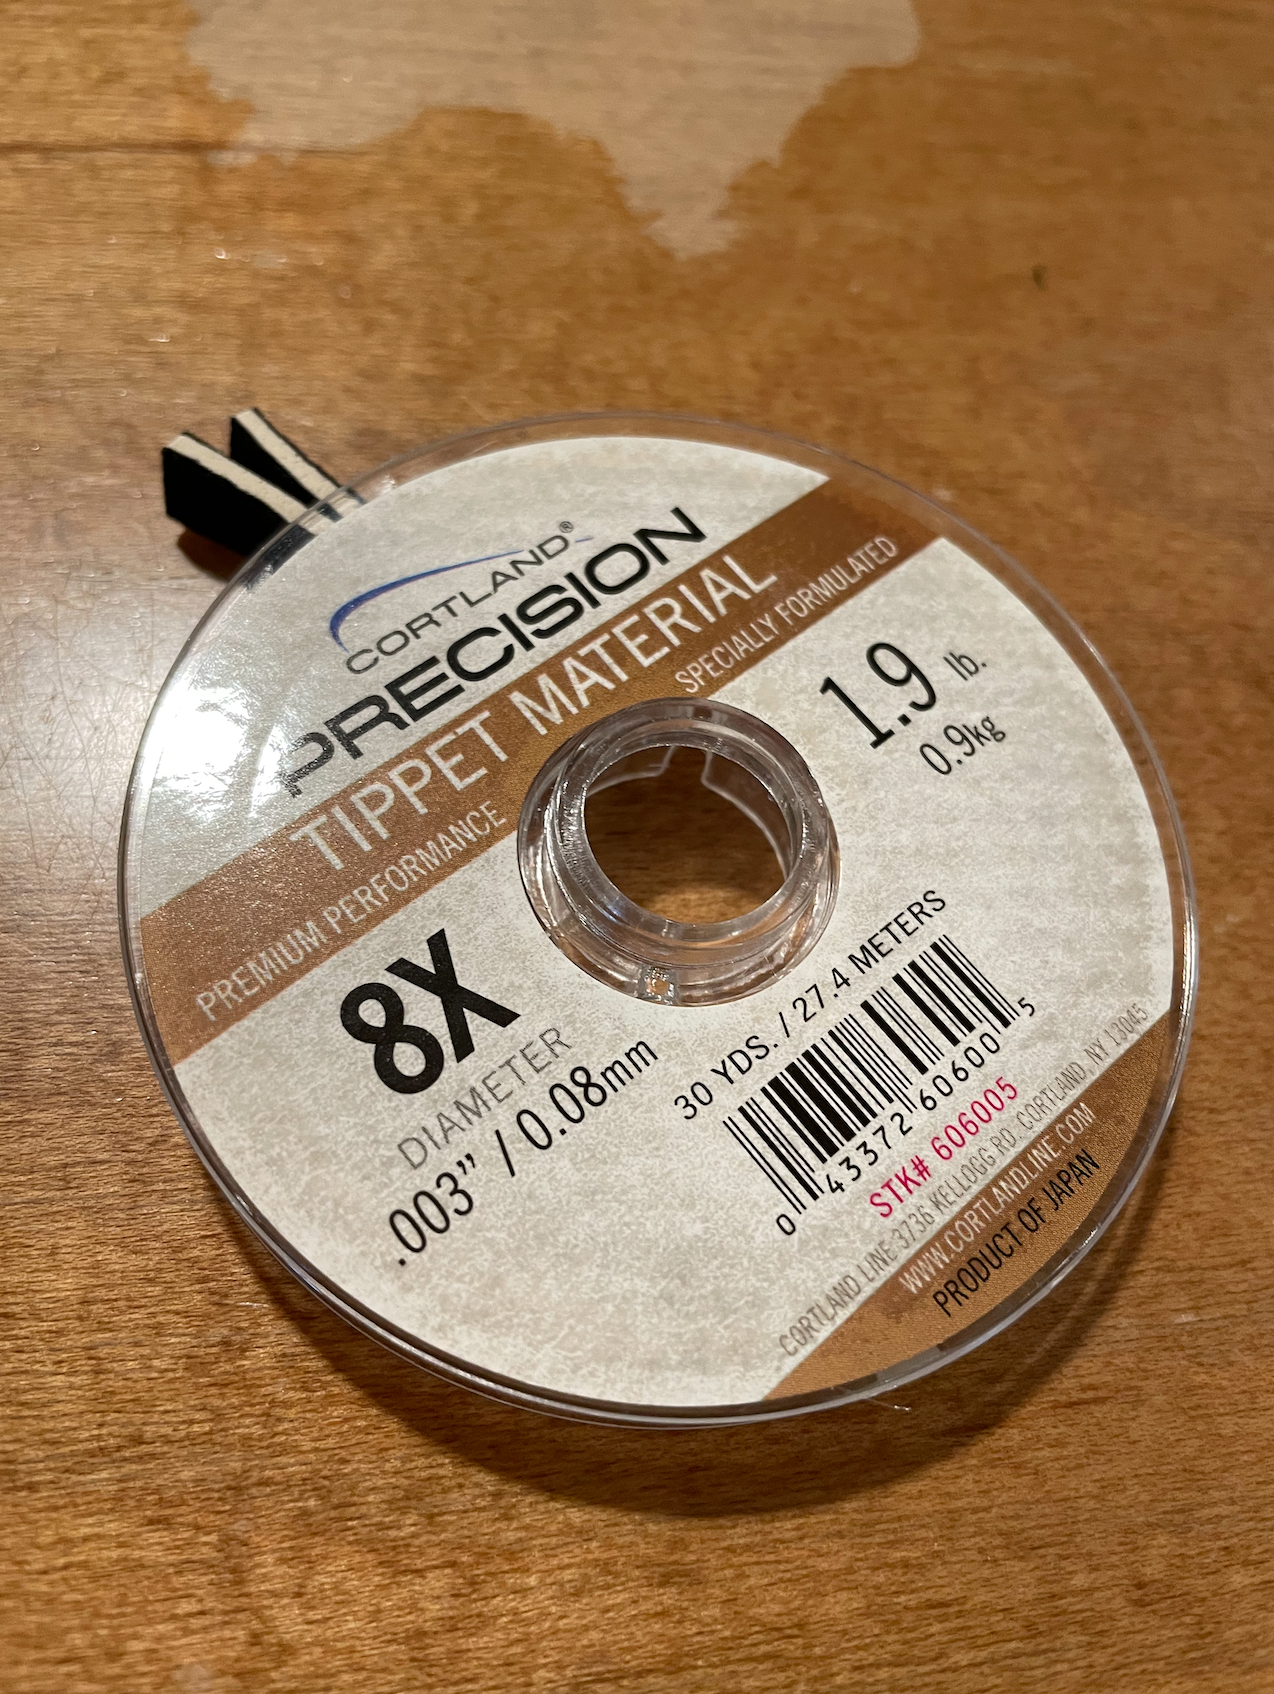 CORTLAND®
PRECISION
TIPPET MATERIAL
PREMIUM PERFORMANCE
SPECIALLY FORMULATED
1.9 lb.
0.9kg
8X
DIAMETER
.003” / 0.08mm
30 YDS. / 27.4 METERS
0 43372 60600 5
STK# 606005
CORTLAND LINE 3736 KELLOGG RD. CORTLAND, NY 13045
WWW.CORTLANDLINE.COM
PRODUCT OF JAPAN